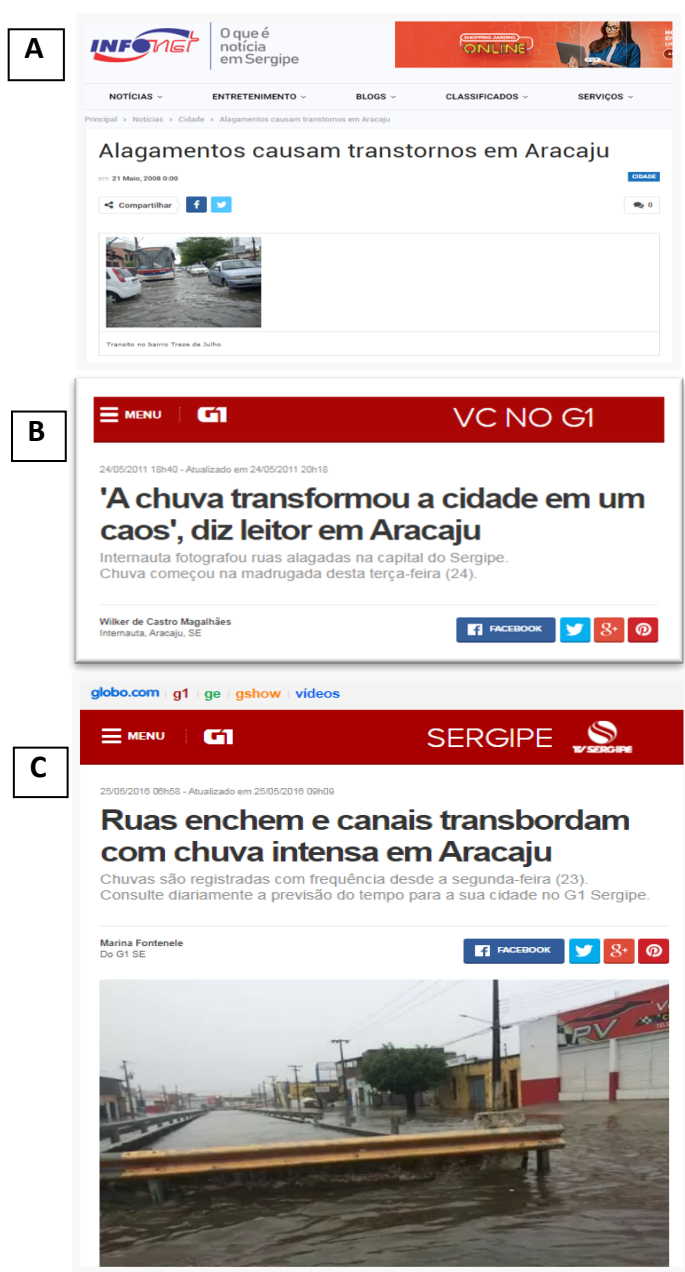 A
INFONET
O que é
notícia
em Sergipe
SHOPPING JARDINS
ONLINE
NOTÍCIAS
ENTRETENIMENTO
BLOGS
CLASSIFICADOS
SERVIÇOS
Principal > Notícias > Cidade > Alagamentos causam transtornos em Aracaju
Alagamentos causam transtornos em Aracaju
em 21 Maio, 2008 0:00
CIDADE
Compartilhar
0
Transito no bairro Treze de Julho
B
MENU
G1
VC NO G1
24/05/2011 18h40 - Atualizado em 24/05/2011 20h18
'A chuva transformou a cidade em um
caos', diz leitor em Aracaju
Internauta fotografou ruas alagadas na capital do Sergipe.
Chuva começou na madrugada desta terça-feira (24).
Wilker de Castro Magalhães
Internauta, Aracaju, SE
FACEBOOK
globo.com g1 ge gshow vídeos
C
MENU
G1
SERGIPE
TV SERGIPE
25/05/2016 06h58 - Atualizado em 25/05/2016 09h09
Ruas enchem e canais transbordam
com chuva intensa em Aracaju
Chuvas são registradas com frequência desde a segunda-feira (23).
Consulte diariamente a previsão do tempo para a sua cidade no G1 Sergipe.
Marina Fontenele
Do G1 SE
FACEBOOK
PV